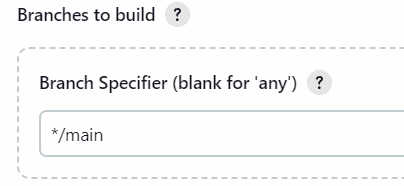 Branches to build ?
Branch Specifier (blank for 'any') ?
*/main